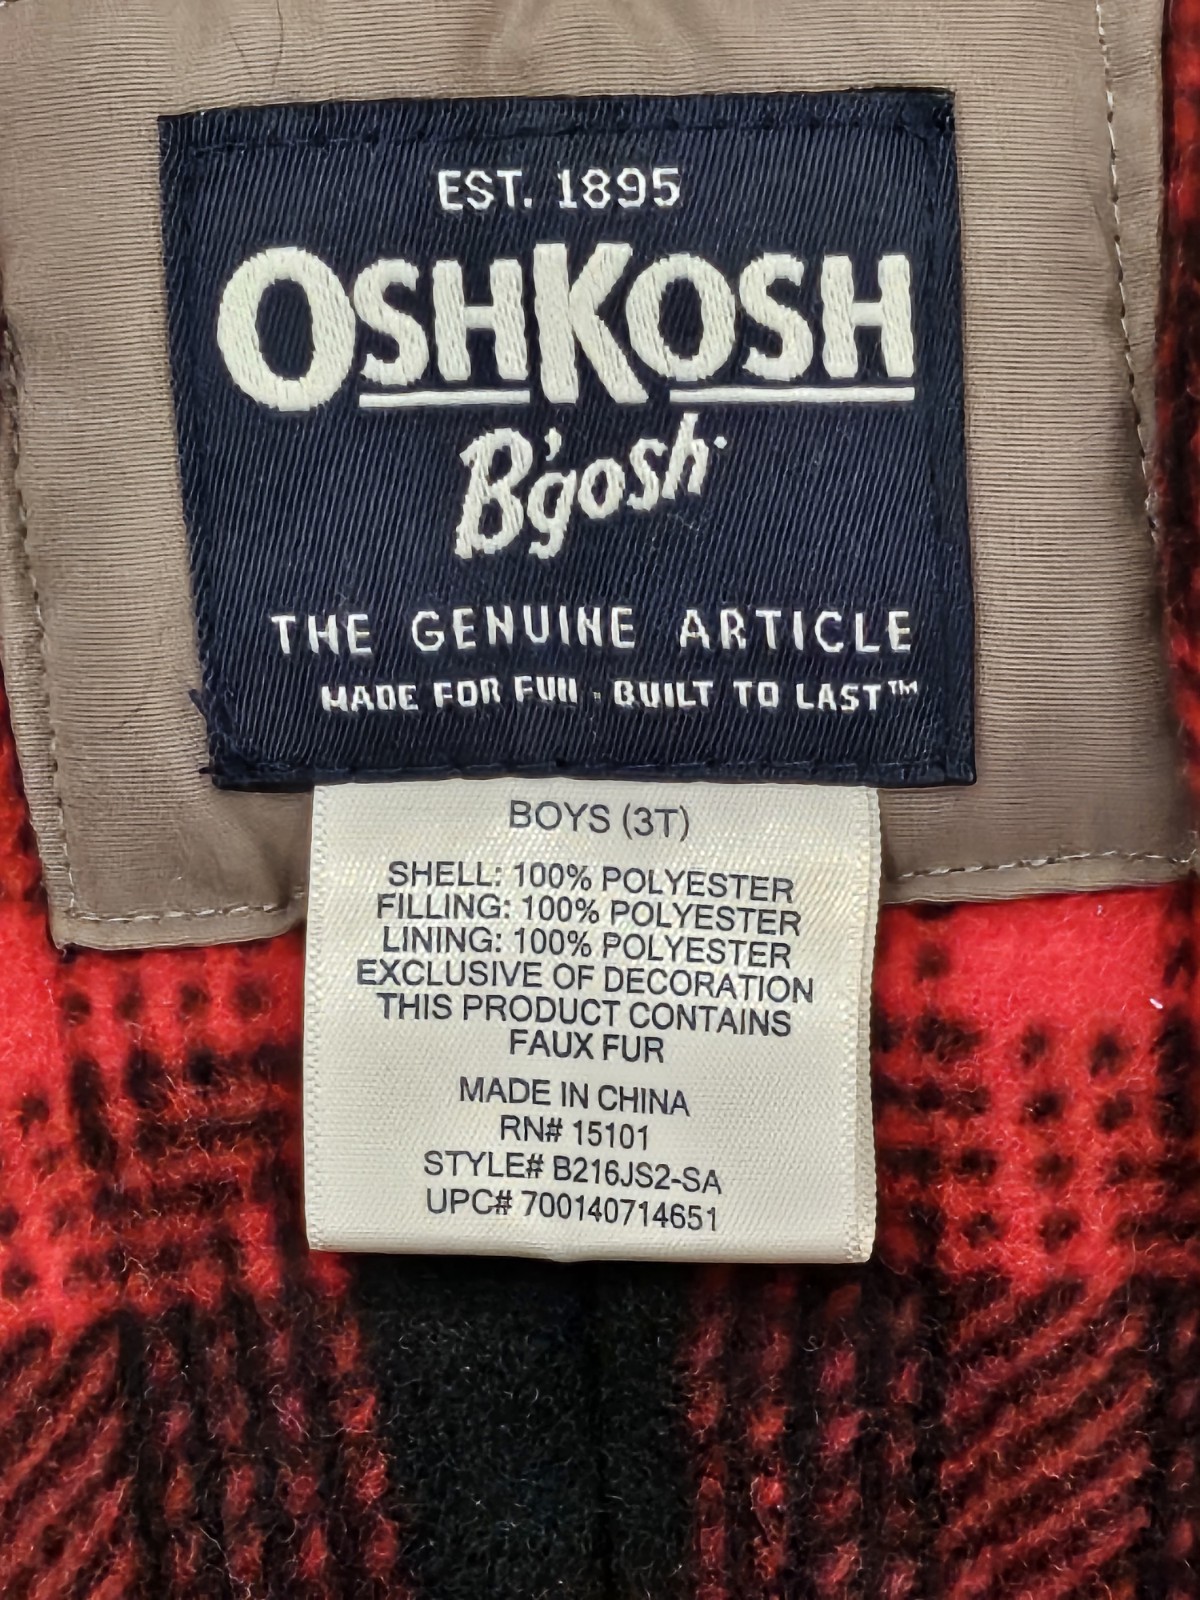 EST. 1895
OSHKOSH
B'gosh
THE GENUINE ARTICLE
MADE FOR FUN · BUILT TO LAST™
BOYS (3T)
SHELL: 100% POLYESTER
FILLING: 100% POLYESTER
LINING: 100% POLYESTER
EXCLUSIVE OF DECORATION
THIS PRODUCT CONTAINS
FAUX FUR
MADE IN CHINA
RN# 15101
STYLE# B216JS2-SA
UPC# 700140714651